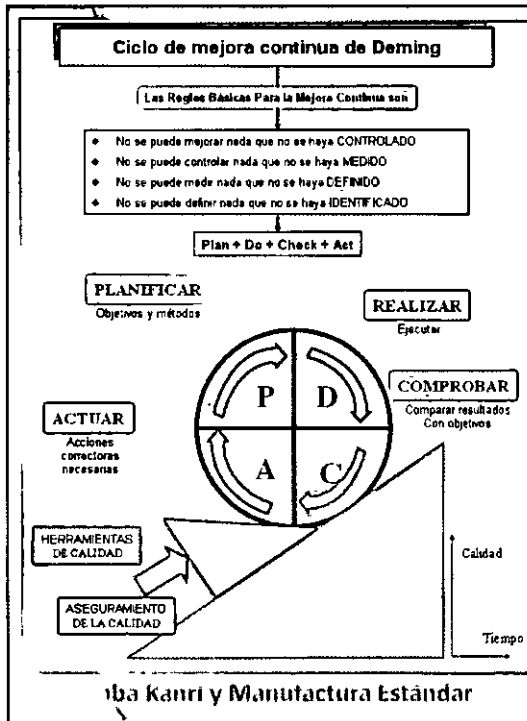 Ciclo de mejora continua de Deming
Las Reglas Básicas Para la Mejora Continua son
No se puede mejorar nada que no se haya CONTROLADO
No se puede controlar nada que no se haya MEDIDO
No se puede mede nada que no se haya DEFINIDO
No se puede definir nada que no se haya IDENTIFICADO
Plan + Do + Check + Act
PLANIFICAR
Objetivos y métodos
REALIZAR
Ejecutar
P
D
COMPROBAR
Comparar resultados
Con objetivos
ACTUAR
Acciones
correctoras
necesarias
A
C
HERRAMIENTAS
DE CALIDAD
ASEGURAMIENTO
DE LA CALIDAD
Calidad
Tiempo
ba Kanri y Manufactura Estándar